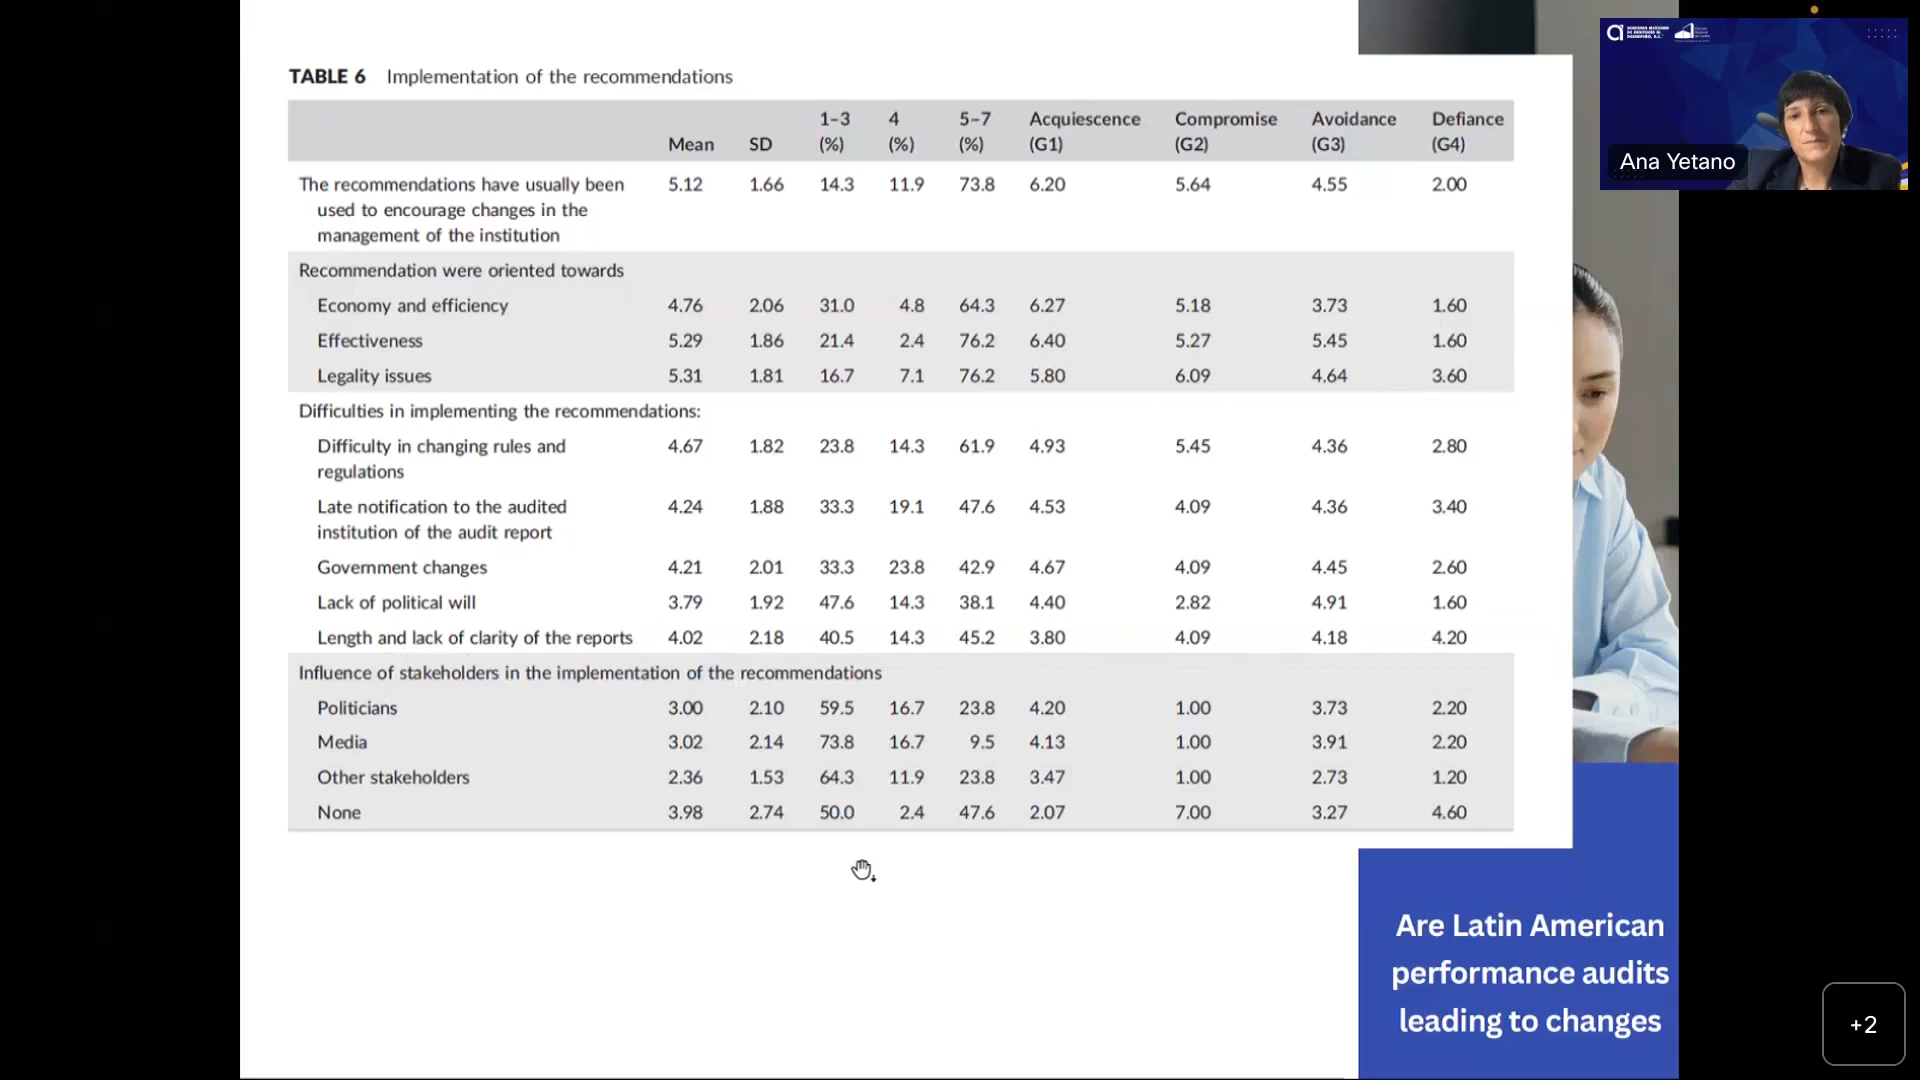 TABLE 6 Implementation of the recommendations
Mean SD 1–3 (%) 4 (%) 5–7 (%) Acquiescence (G1) Compromise (G2) Avoidance (G3) Defiance (G4)
The recommendations have usually been used to encourage changes in the management of the institution 5.12 1.66 14.3 11.9 73.8 6.20 5.64 4.55 2.00
Recommendation were oriented towards
Economy and efficiency 4.76 2.06 31.0 4.8 64.3 6.27 5.18 3.73 1.60
Effectiveness 5.29 1.86 21.4 2.4 76.2 6.40 5.27 5.45 1.60
Legality issues 5.31 1.81 16.7 7.1 76.2 5.80 6.09 4.64 3.60
Difficulties in implementing the recommendations:
Difficulty in changing rules and regulations 4.67 1.82 23.8 14.3 61.9 4.93 5.45 4.36 2.80
Late notification to the audited institution of the audit report 4.24 1.88 33.3 19.1 47.6 4.53 4.09 4.36 3.40
Government changes 4.21 2.01 33.3 23.8 42.9 4.67 4.09 4.45 2.60
Lack of political will 3.79 1.92 47.6 14.3 38.1 4.40 2.82 4.91 1.60
Length and lack of clarity of the reports 4.02 2.18 40.5 14.3 45.2 3.80 4.09 4.18 4.20
Influence of stakeholders in the implementation of the recommendations
Politicians 3.00 2.10 59.5 16.7 23.8 4.20 1.00 3.73 2.20
Media 3.02 2.14 73.8 16.7 9.5 4.13 1.00 3.91 2.20
Other stakeholders 2.36 1.53 64.3 11.9 23.8 3.47 1.00 2.73 1.20
None 3.98 2.74 50.0 2.4 47.6 2.07 7.00 3.27 4.60
Ana Yetano
Are Latin American
performance audits
leading to changes
+2